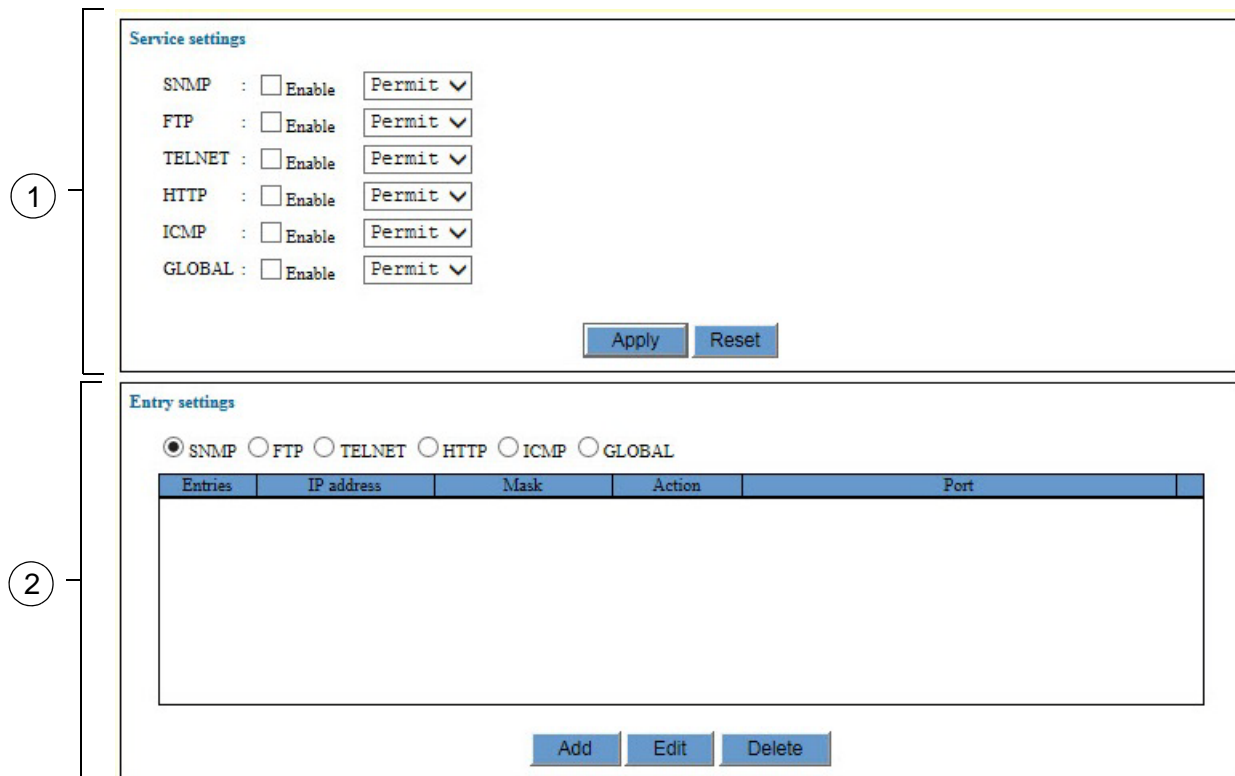 1
Service settings
SNMP : Enable Permit
FTP : Enable Permit
TELNET : Enable Permit
HTTP : Enable Permit
ICMP : Enable Permit
GLOBAL : Enable Permit
Apply Reset
2
Entry settings
SNMP FTP TELNET HTTP ICMP GLOBAL
Entries IP address Mask Action Port
Add Edit Delete